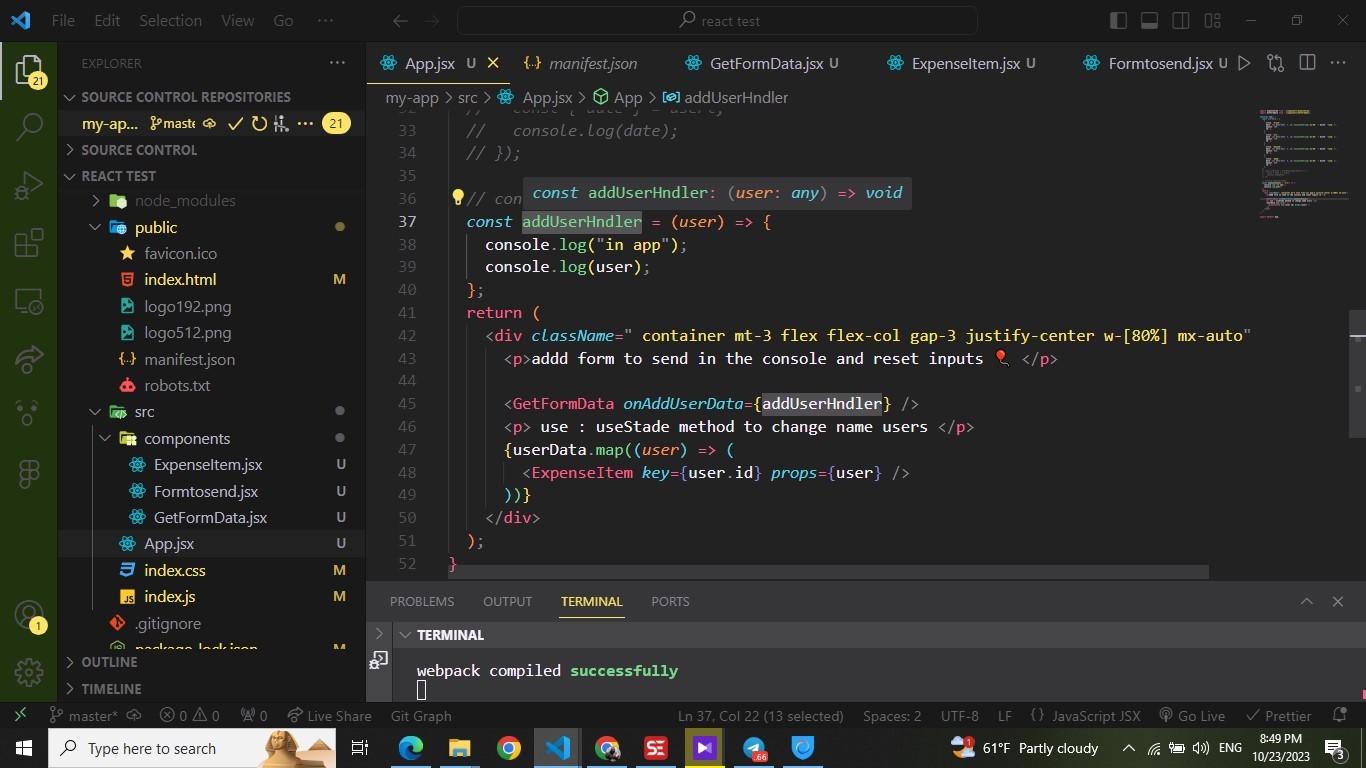 File Edit Selection View Go ··· react test
EXPLORER ···
SOURCE CONTROL REPOSITORIES
my-ap... maste ··· 21
SOURCE CONTROL
REACT TEST
node_modules
public
favicon.ico
index.html M
logo192.png
logo512.png
manifest.json
robots.txt
src
components
ExpenseItem.jsx U
Formtosend.jsx U
GetFormData.jsx U
App.jsx U
index.css M
index.js M
.gitignore
package-lock.json M
OUTLINE
TIMELINE
21
1
App.jsx U manifest.json GetFormData.jsx U ExpenseItem.jsx U Formtosend.jsx U ···
my-app > src > App.jsx > App > addUserHndler
33 //   console.log(date);
34 // });
35
36 // con
const addUserHndler: (user: any) => void
37 const addUserHndler = (user) => {
38 console.log("in app");
39 console.log(user);
40 };
41 return (
42 <div className=" container mt-3 flex flex-col gap-3 justify-center w-[80%] mx-auto"
43 <p>addd form to send in the console and reset inputs 🎈 </p>
44
45 <GetFormData onAddUserData={addUserHndler} />
46 <p> use : useStade method to change name users </p>
47 {userData.map((user) => (
48 <ExpenseItem key={user.id} props={user} />
49 ))}
50 </div>
51 );
52 }
PROBLEMS OUTPUT TERMINAL PORTS
TERMINAL
webpack compiled successfully
master* 0 0 0 Live Share Git Graph Ln 37, Col 22 (13 selected) Spaces: 2 UTF-8 LF {} JavaScript JSX Go Live Prettier
Type here to search
SE
.66
61°F Partly cloudy ENG
8:49 PM
10/23/2023
3